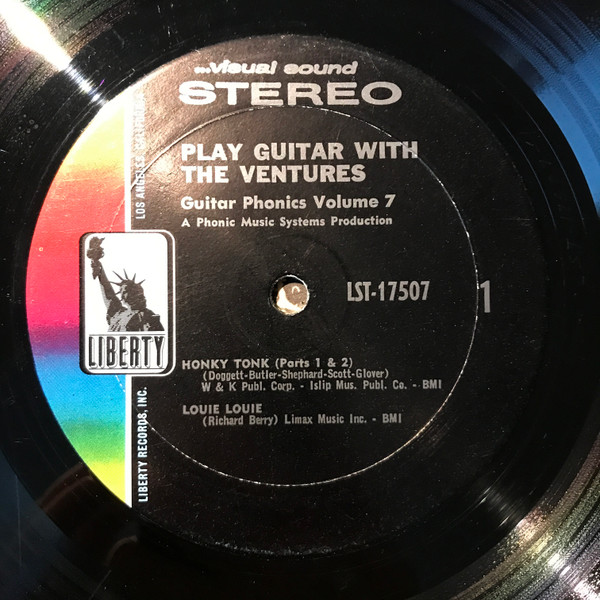 ...visual sound
STEREO
PLAY GUITAR WITH
THE VENTURES
Guitar Phonics Volume 7
A Phonic Music Systems Production
LST-17507
1
HONKY TONK (Parts 1 & 2)
(Doggett-Butler-Shephard-Scott-Glover)
W & K Publ. Corp. - Islip Mus. Publ. Co. - BMI
LOUIE LOUIE
(Richard Berry) Limax Music Inc. - BMI
LIBERTY
LIBERTY RECORDS, INC.
LOS ANGELES, CALIFORNIA